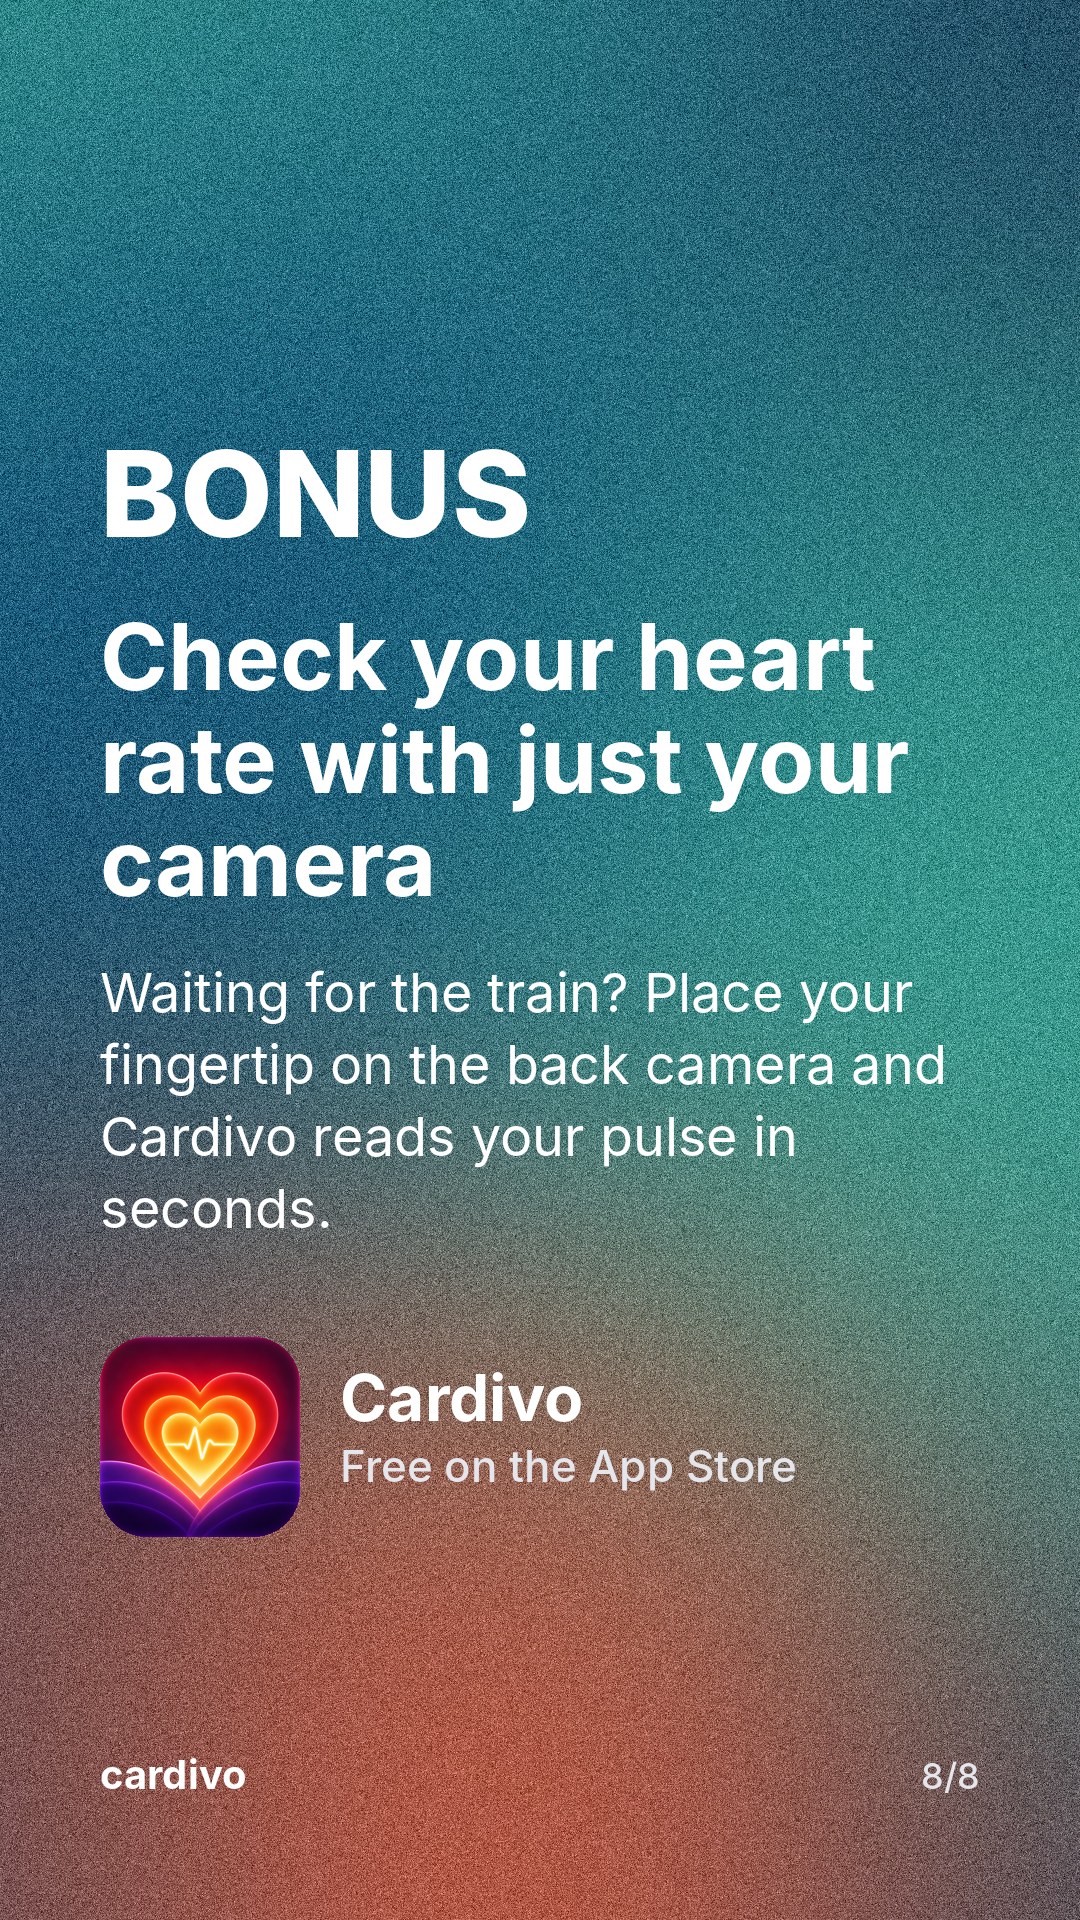 BONUS
Check your heart
rate with just your
camera
Waiting for the train? Place your
fingertip on the back camera and
Cardivo reads your pulse in
seconds.
Cardivo
Free on the App Store
cardivo
8/8